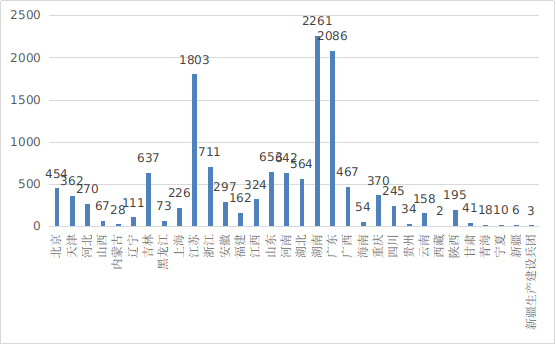 2500
2000
1500
1000
500
0
454
362
270
67
28
111
637
73
226
1803
711
297
162
324
642
564
2261
2086
467
54
370
245
34
158
2
195
41
18
10
6
3
北京
天津
河北
山西
内蒙古
辽宁
吉林
黑龙江
上海
江苏
浙江
安徽
福建
江西
山东
河南
湖北
湖南
广东
广西
海南
重庆
四川
贵州
云南
西藏
陕西
甘肃
青海
宁夏
新疆
新疆生产建设兵团